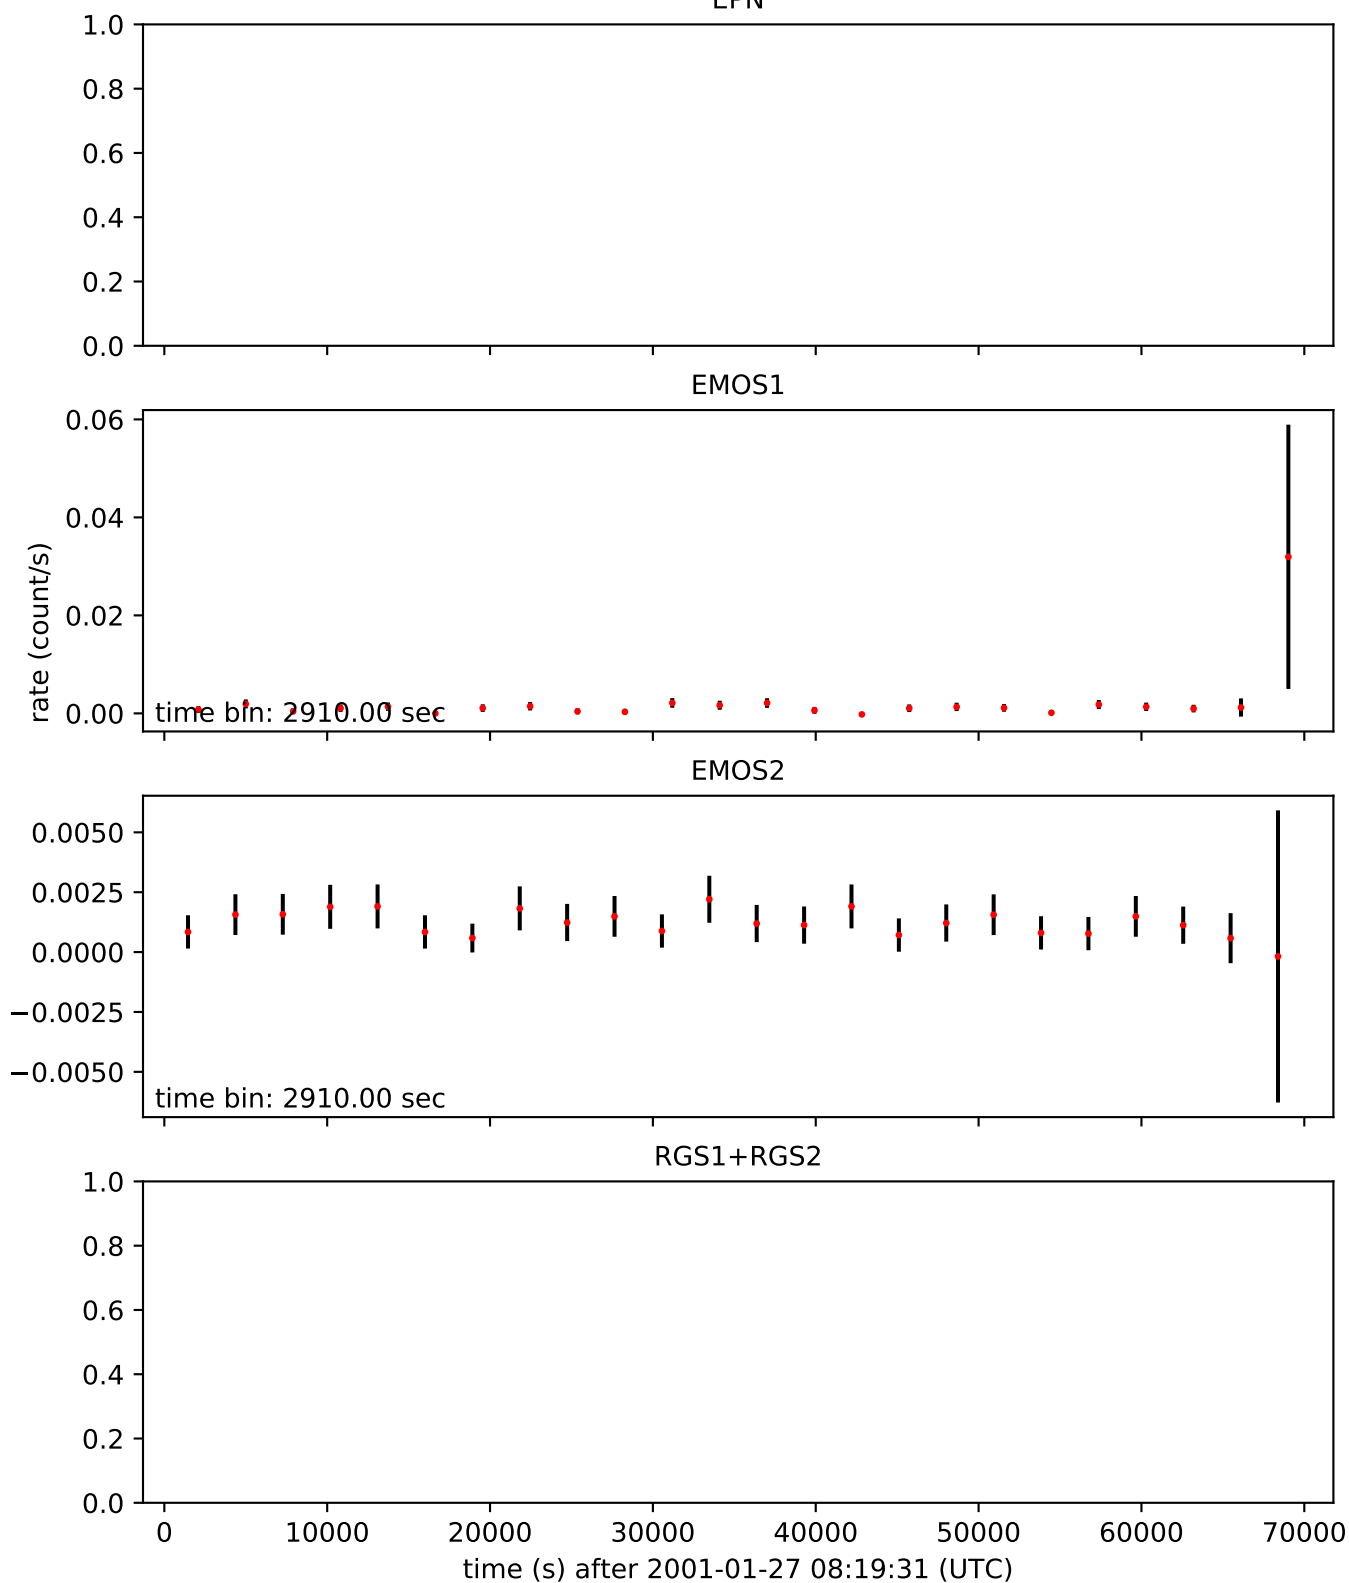 EPN
1.0
0.8
0.6
0.4
0.2
0.0
EMOS1
0.06
0.04
0.02
0.00
rate (count/s)
time bin: 2910.00 sec
EMOS2
0.0050
0.0025
0.0000
−0.0025
−0.0050
time bin: 2910.00 sec
RGS1+RGS2
1.0
0.8
0.6
0.4
0.2
0.0
0 10000 20000 30000 40000 50000 60000 70000
time (s) after 2001-01-27 08:19:31 (UTC)